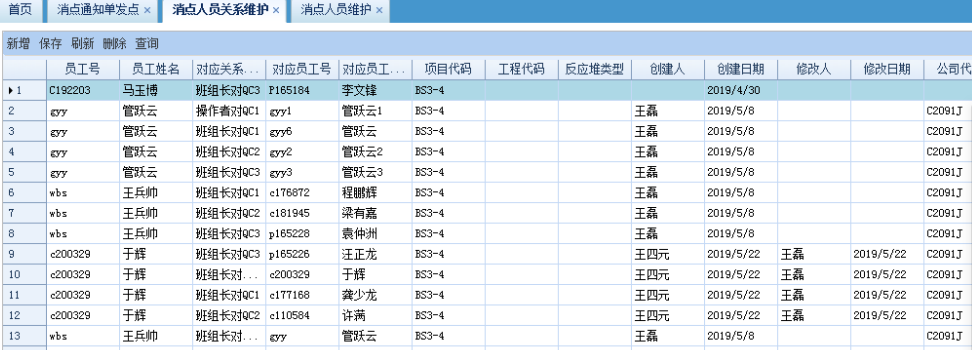 首页 消点通知单发点 × 消点人员关系维护 × 消点人员维护 ×
新增 保存 刷新 删除 查询
员工号 员工姓名 对应关系... 对应员工号 对应员工... 项目代码 工程代码 反应堆类型 创建人 创建日期 修改人 修改日期 公司代
1 C192203 马玉博 班组长对QC3 P165184 李文锋 BS3-4 2019/4/30
2 gyy 管跃云 操作者对QC1 gyy1 管跃云1 BS3-4 王磊 2019/5/8 C2091J
3 gyy 管跃云 班组长对QC1 gyy6 管跃云 BS3-4 王磊 2019/5/8 C2091J
4 gyy 管跃云 班组长对QC2 gyy2 管跃云2 BS3-4 王磊 2019/5/8 C2091J
5 gyy 管跃云 班组长对QC3 gyy3 管跃云3 BS3-4 王磊 2019/5/8 C2091J
6 wbs 王兵帅 班组长对QC1 c176872 程鹏辉 BS3-4 王磊 2019/5/8 C2091J
7 wbs 王兵帅 班组长对QC2 c181945 梁有嘉 BS3-4 王磊 2019/5/8 C2091J
8 wbs 王兵帅 班组长对QC3 p165228 袁仲洲 BS3-4 王磊 2019/5/8 C2091J
9 c200329 于辉 班组长对QC3 p165226 汪正龙 BS3-4 王四元 2019/5/22 王磊 2019/5/22 C2091J
10 c200329 于辉 班组长对... c200329 于辉 BS3-4 王四元 2019/5/22 王磊 2019/5/22 C2091J
11 c200329 于辉 班组长对QC1 c177168 龚少龙 BS3-4 王四元 2019/5/22 王磊 2019/5/22 C2091J
12 c200329 于辉 班组长对QC2 c110584 许满 BS3-4 王四元 2019/5/22 王磊 2019/5/22 C2091J
13 wbs 王兵帅 班组长对... gyy 管跃云 BS3-4 王磊 2019/5/8 C2091J